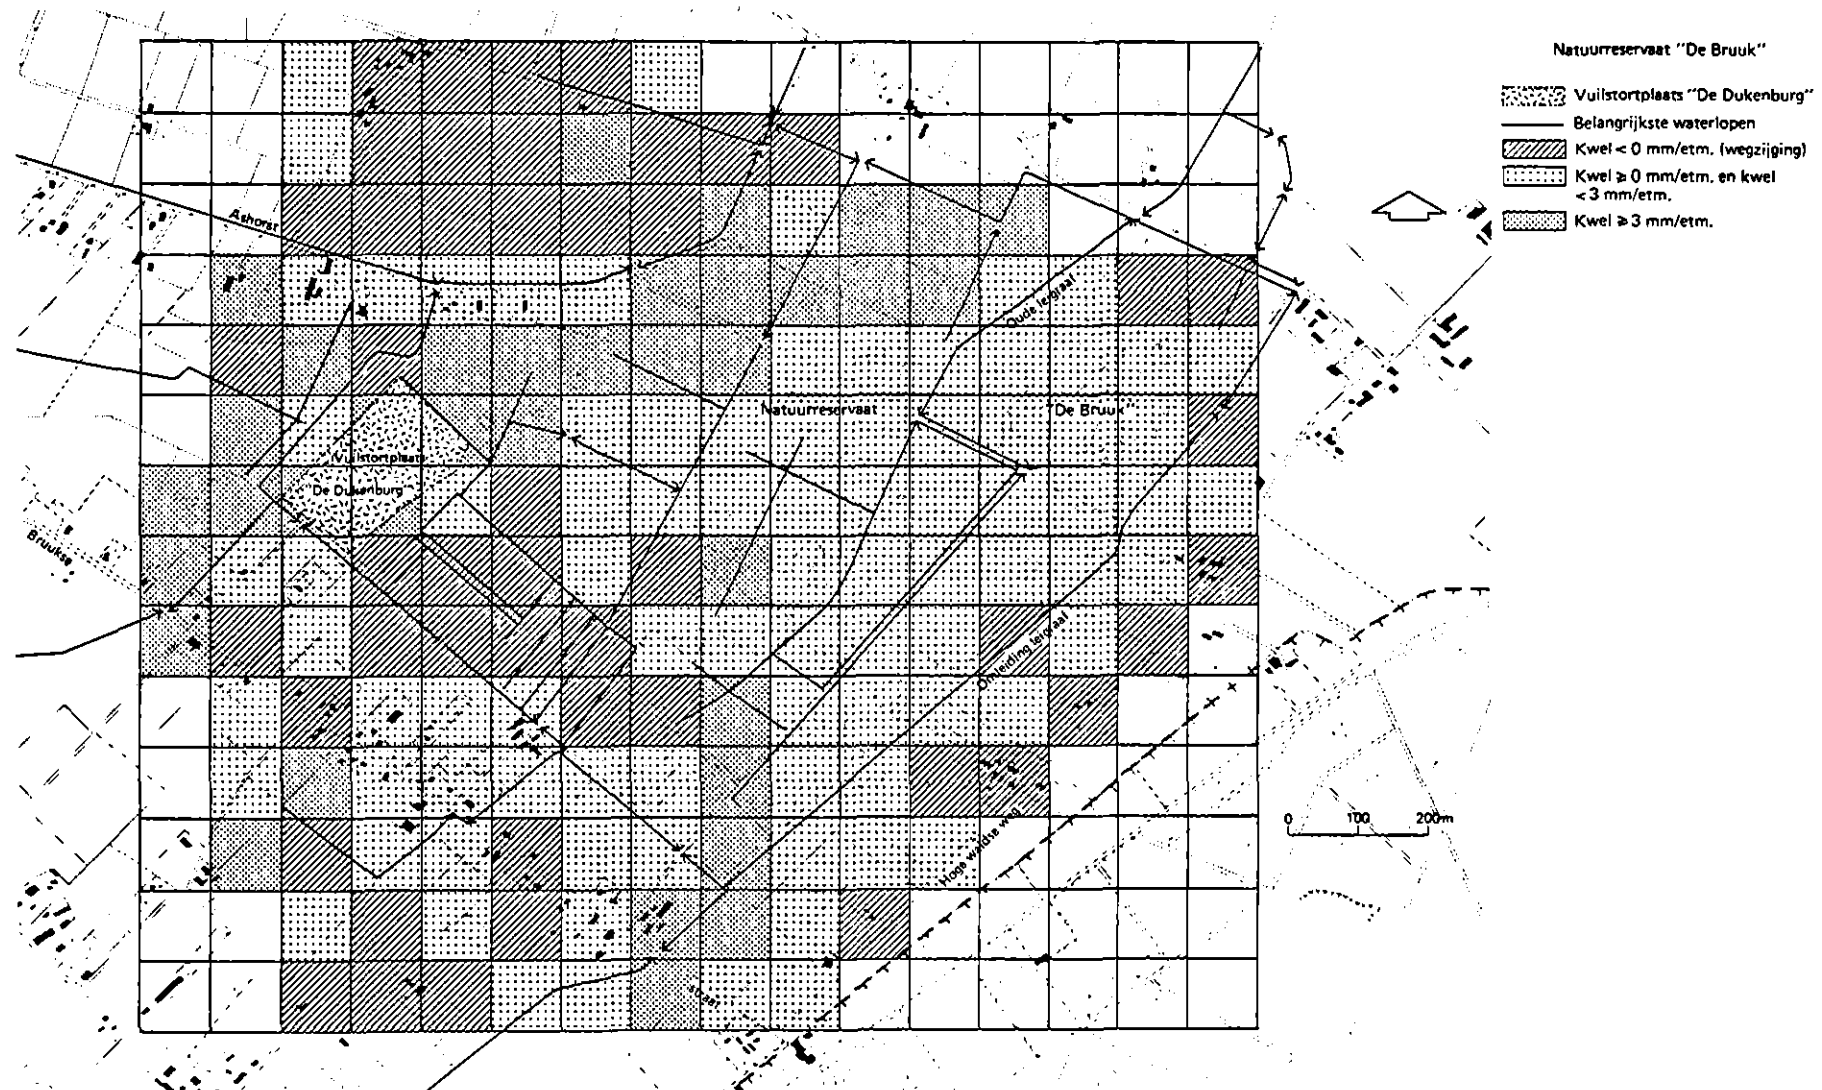 Natuurreservaat "De Bruuk"
Vuilstortplaats "De Dukenburg"
Belangrijkste waterlopen
Kwel < 0 mm/etm. (wegzijging)
Kwel ⩾ 0 mm/etm. en kwel
< 3 mm/etm.
Kwel ⩾ 3 mm/etm.
Ashorst
Oude leigraaf
Natuurreservaat "De Bruuk"
Vuilstortplaats
"De Dukenburg"
Bruukse
Omleiding leigraaf
Hoge waldse weg
straat
0 100 200m